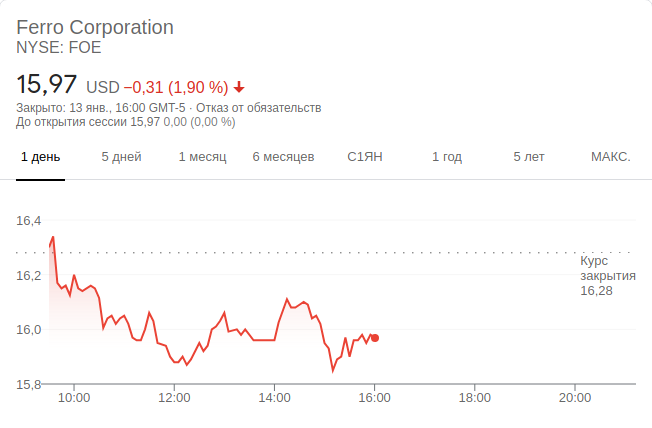 Ferro Corporation
NYSE: FOE
15,97 USD −0,31 (1,90 %)
Закрыто: 13 янв., 16:00 GMT-5 · Отказ от обязательств
До открытия сессии 15,97 0,00 (0,00 %)
1 день 5 дней 1 месяц 6 месяцев С1ЯН 1 год 5 лет МАКС.
16,4
Курс
закрытия
16,28
16,2
16,0
15,8
10:00 12:00 14:00 16:00 18:00 20:00